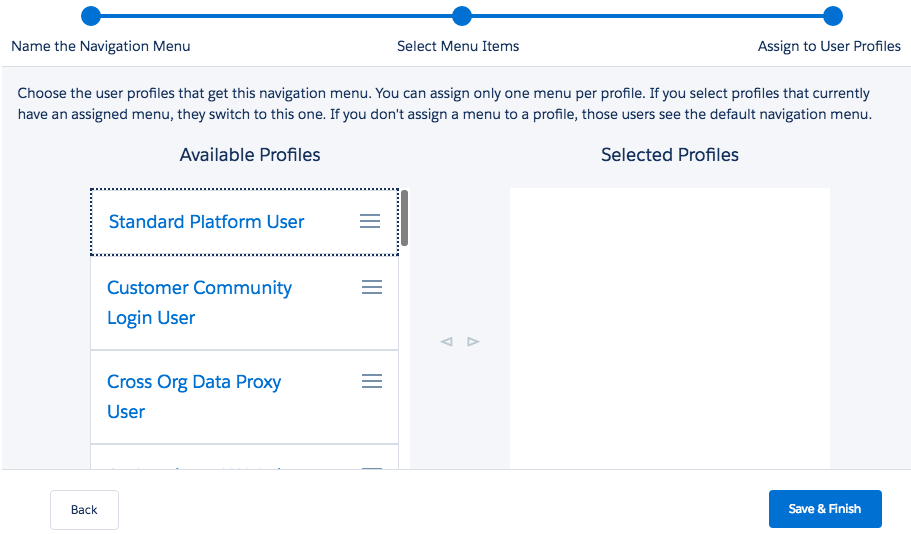 Name the Navigation Menu
Select Menu Items
Assign to User Profiles
Choose the user profiles that get this navigation menu. You can assign only one menu per profile. If you select profiles that currently
have an assigned menu, they switch to this one. If you don't assign a menu to a profile, those users see the default navigation menu.
Available Profiles
Selected Profiles
Standard Platform User
Customer Community
Login User
Cross Org Data Proxy
User
Back
Save & Finish